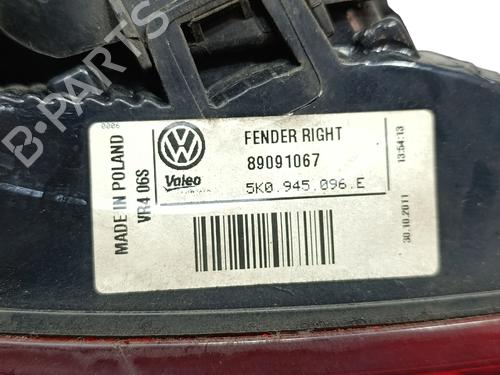 B-PARTS
0006
MADE IN POLAND
VR4 06S
Valeo
FENDER RIGHT
89091067
5K0.945.096.E
13:54:13
30.10.2011